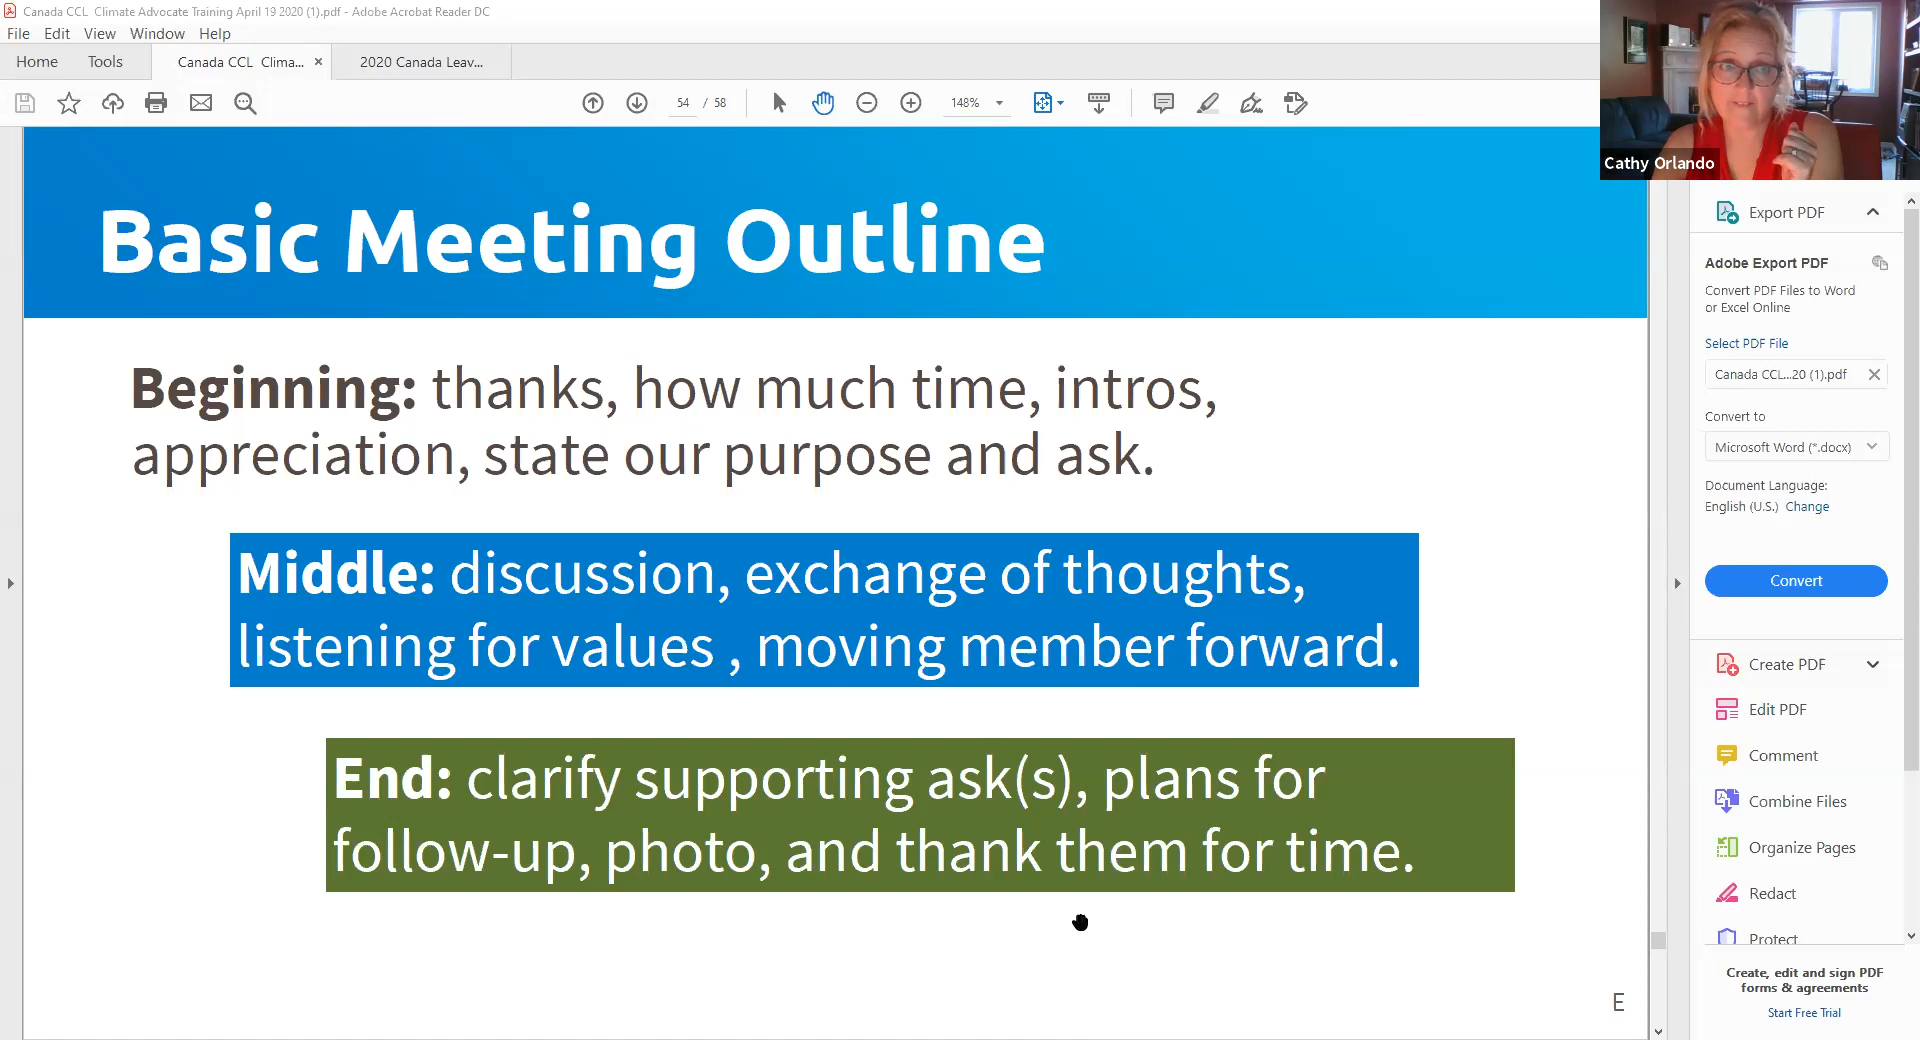 Canada CCL  Climate Advocate Training April 19 2020 (1).pdf - Adobe Acrobat Reader DC
File Edit View Window Help
Home Tools Canada CCL Clima... × 2020 Canada Leav...
54 / 58 148%
Cathy Orlando
Basic Meeting Outline
Beginning: thanks, how much time, intros,
appreciation, state our purpose and ask.
Middle: discussion, exchange of thoughts,
listening for values , moving member forward.
End: clarify supporting ask(s), plans for
follow-up, photo, and thank them for time.
E
Export PDF
Adobe Export PDF
Convert PDF Files to Word
or Excel Online
Select PDF File
Canada CCL...20 (1).pdf
Convert to
Microsoft Word (*.docx)
Document Language:
English (U.S.) Change
Convert
Create PDF
Edit PDF
Comment
Combine Files
Organize Pages
Redact
Protect
Create, edit and sign PDF
forms & agreements
Start Free Trial